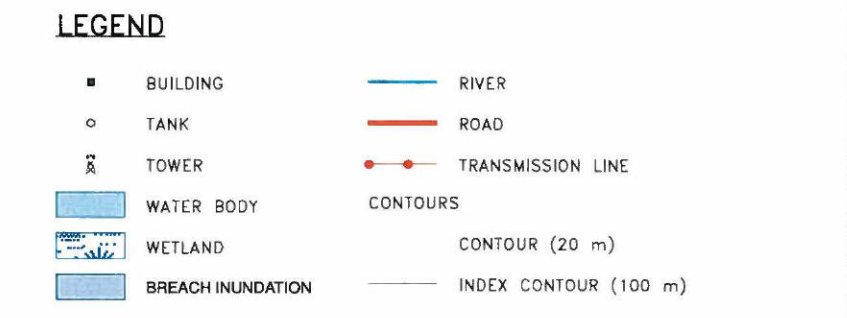 LEGEND
BUILDING
TANK
TOWER
WATER BODY
WETLAND
BREACH INUNDATION
RIVER
ROAD
TRANSMISSION LINE
CONTOURS
CONTOUR (20 m)
INDEX CONTOUR (100 m)